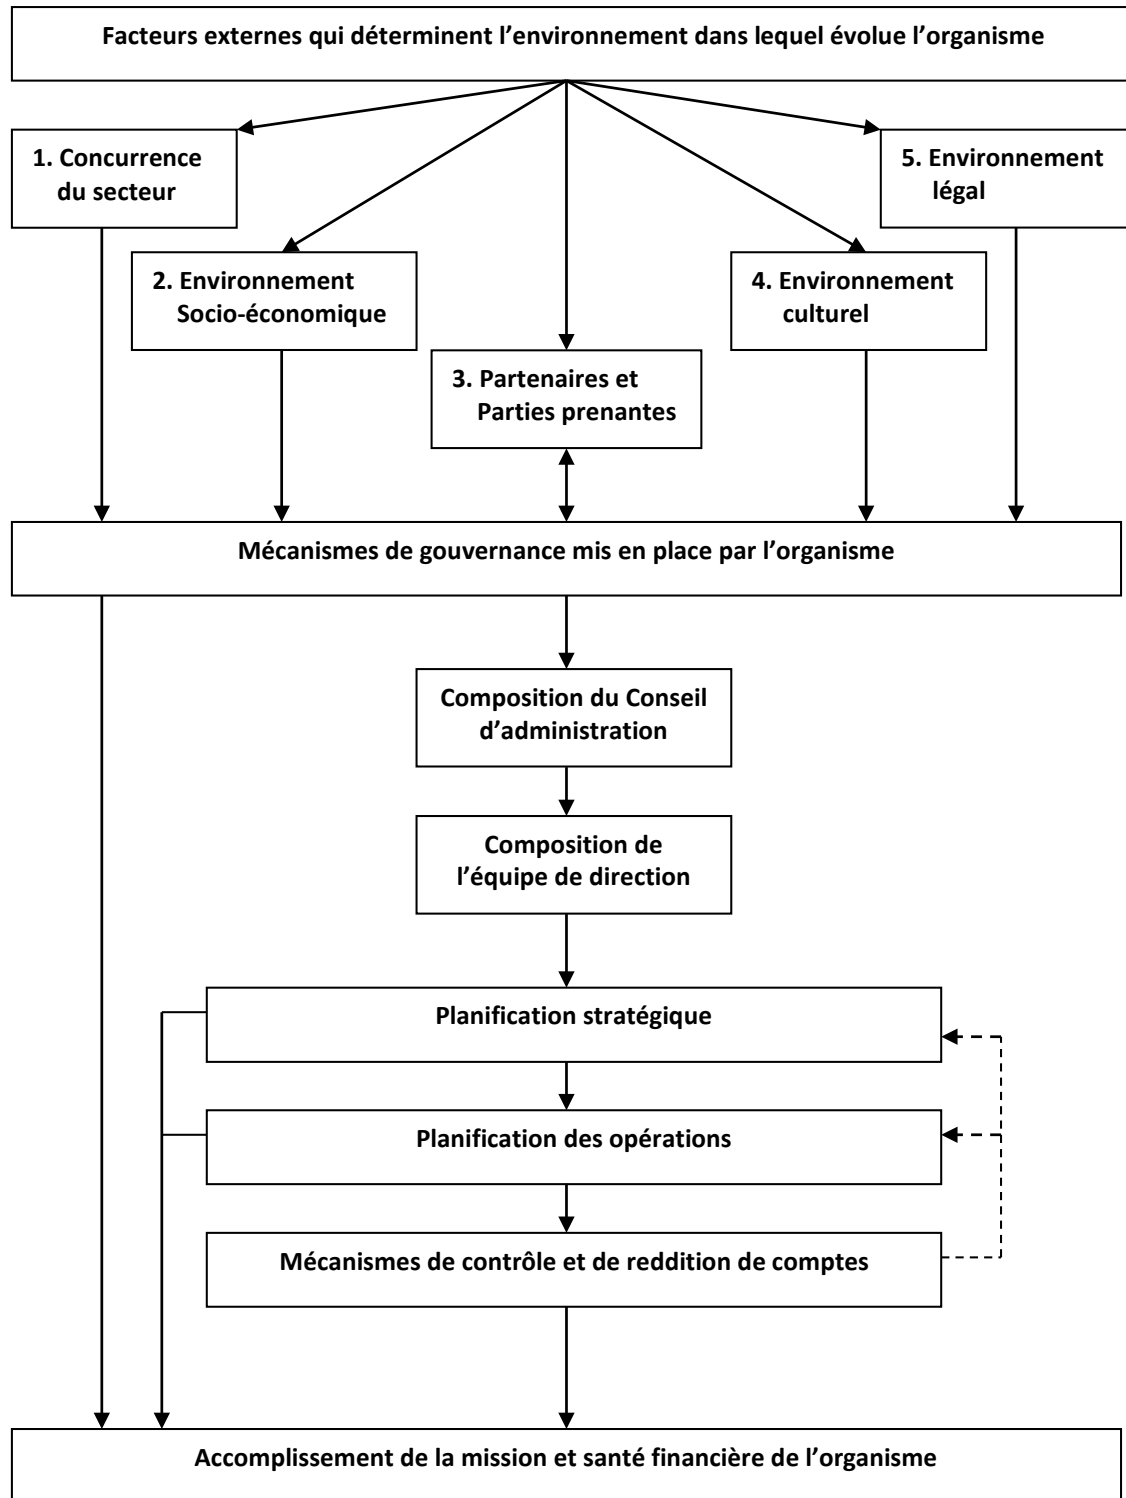 Facteurs externes qui déterminent l’environnement dans lequel évolue l’organisme
1. Concurrence
du secteur
5. Environnement
légal
2. Environnement
Socio-économique
4. Environnement
culturel
3. Partenaires et
Parties prenantes
Mécanismes de gouvernance mis en place par l’organisme
Composition du Conseil
d’administration
Composition de
l’équipe de direction
Planification stratégique
Planification des opérations
Mécanismes de contrôle et de reddition de comptes
Accomplissement de la mission et santé financière de l’organisme